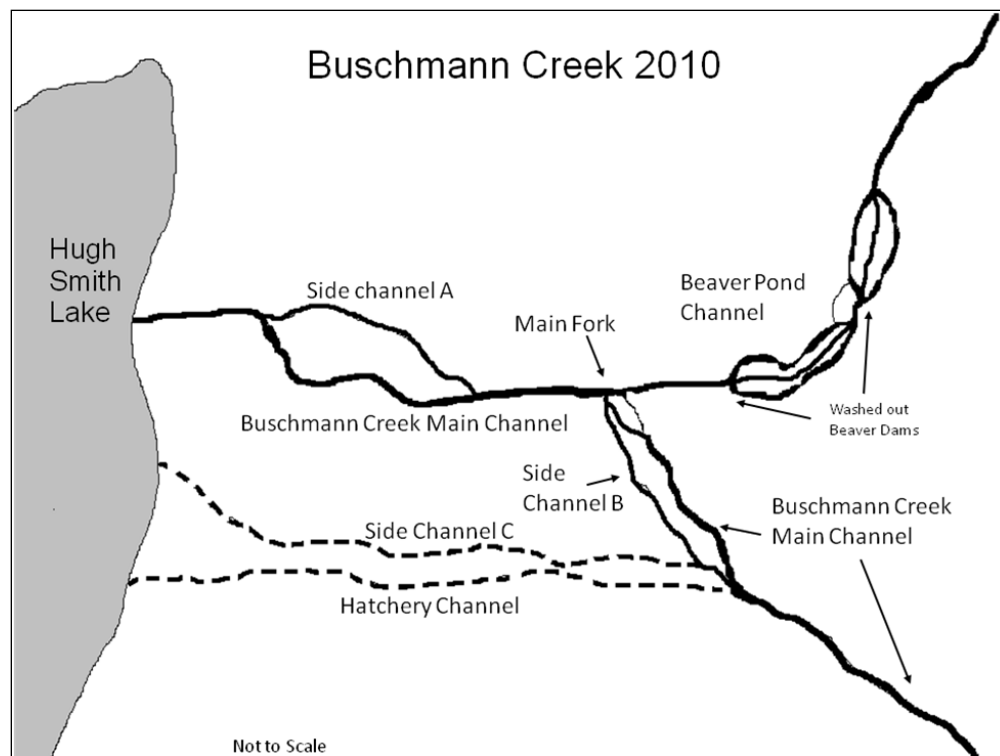 Buschmann Creek 2010
Hugh
Smith
Lake
Side channel A
Beaver Pond
Channel
Main Fork
Buschmann Creek Main Channel
Washed out
Beaver Dams
Side
Channel B
Buschmann Creek
Main Channel
Side Channel C
Hatchery Channel
Not to Scale